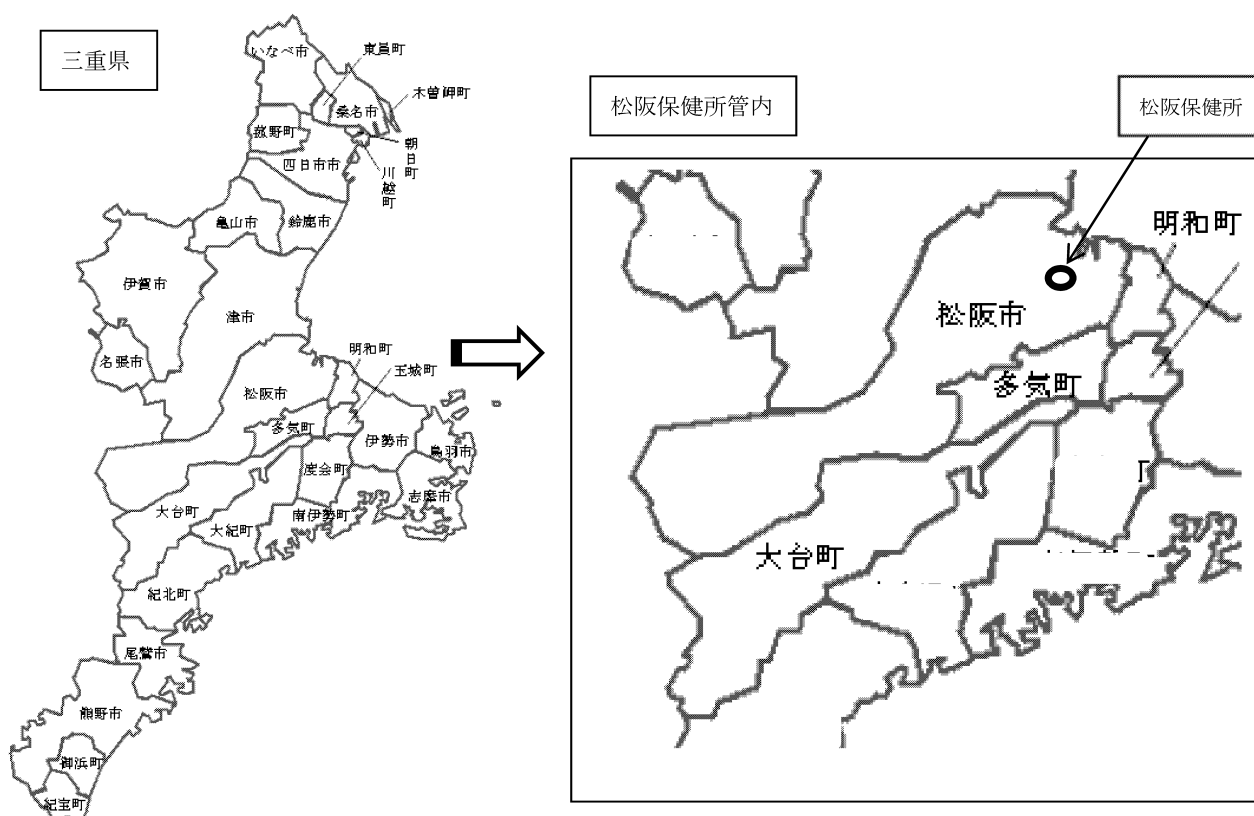 三重県
いなべ市
東員町
桑名市
木曽岬町
菰野町
朝日町
四日市市
川越町
亀山市
鈴鹿市
伊賀市
津市
名張市
明和町
玉城町
松阪市
多気町
伊勢市
鳥羽市
度会町
志摩市
大台町
大紀町
南伊勢町
紀北町
尾鷲市
熊野市
御浜町
紀宝町
松阪保健所管内
松阪保健所
明和町
松阪市
多気町
大台町